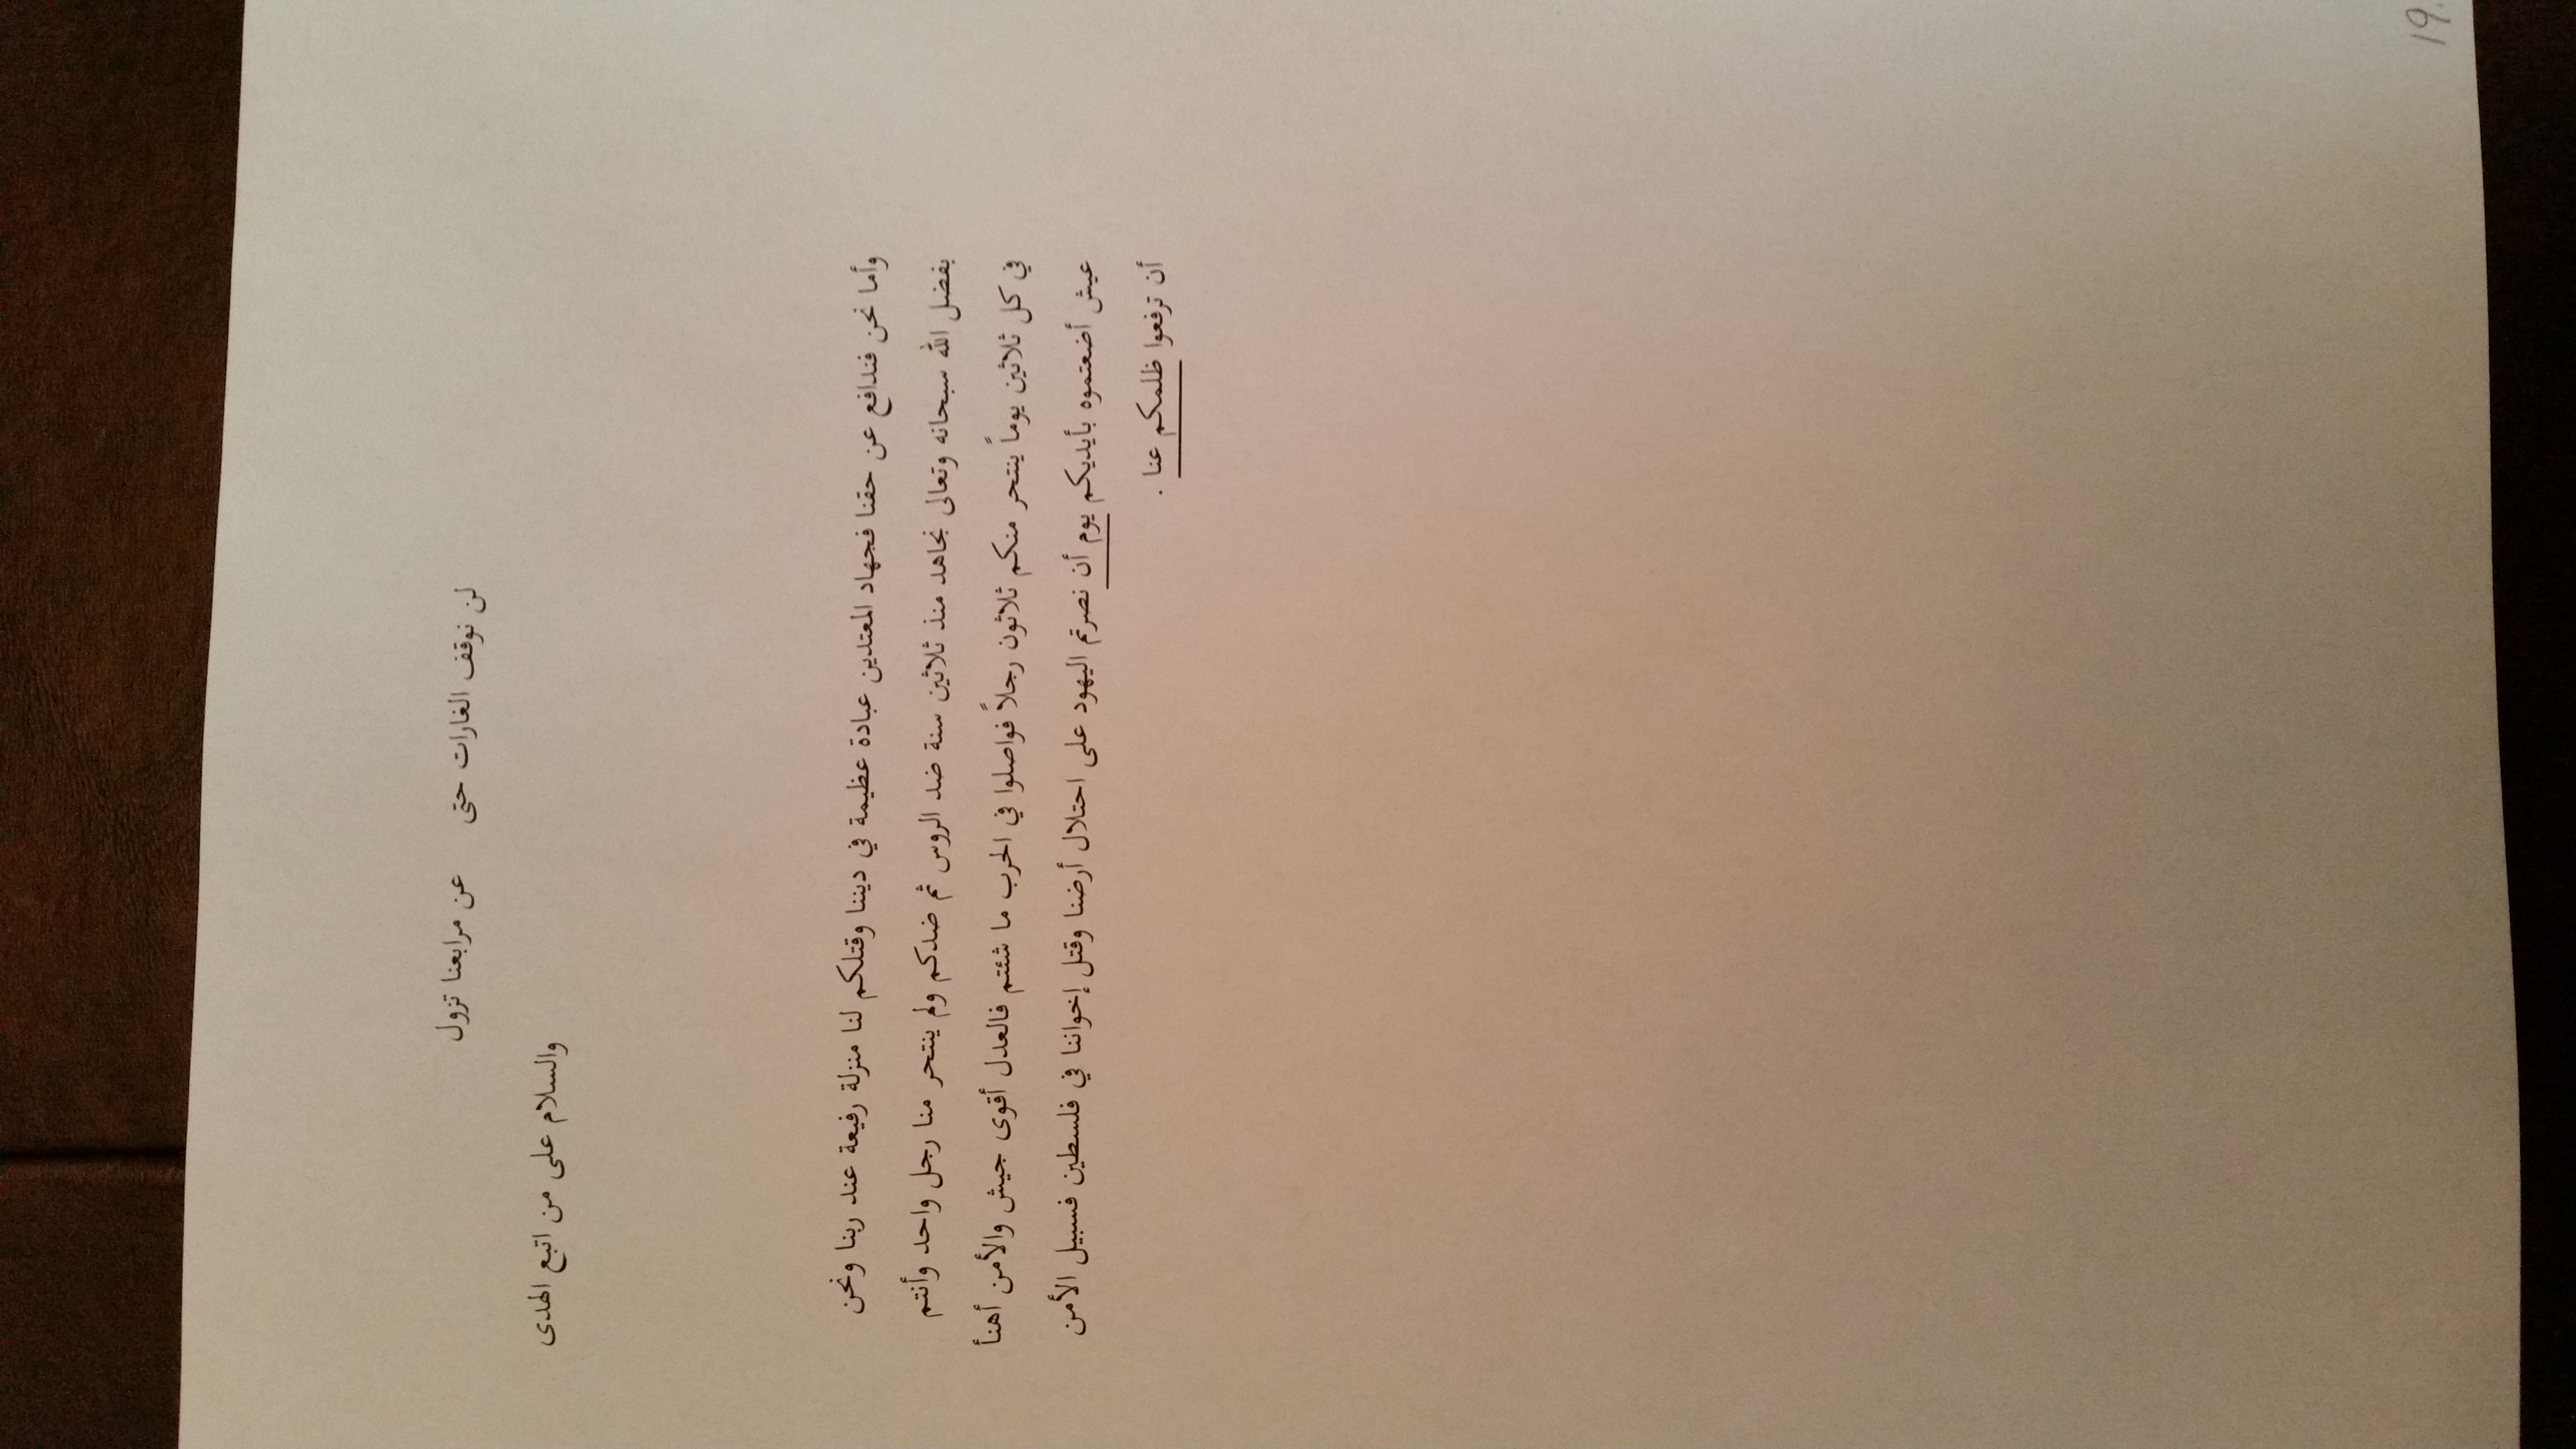 19.
لن نوقف الغارات حتى عن مرابعنا تزول
والسلام على من اتبع الهدى
وأما نحن فندافع عن حقنا فجهاد المعتدين عبادة عظيمة في ديننا وقتلكم لنا منزلة رفيعة عند ربنا ونحن
بفضل الله سبحانه وتعالى نجاهد منذ ثلاثين سنة ضد الروس ثم ضدكم ولم ينتحر منا رجل واحد وأنتم
في كل ثلاثين يوماً ينتحر منكم ثلاثون رجلاً فواصلوا في الحرب ما شئتم فالعدل أقوى جيش والأمن أهنأ
عيش أضعتموه بأيديكم يوم أن نصرتم اليهود على احتلال أرضنا وقتل إخواننا في فلسطين فسبيل الأمن
أن ترفعوا ظلمكم عنا .